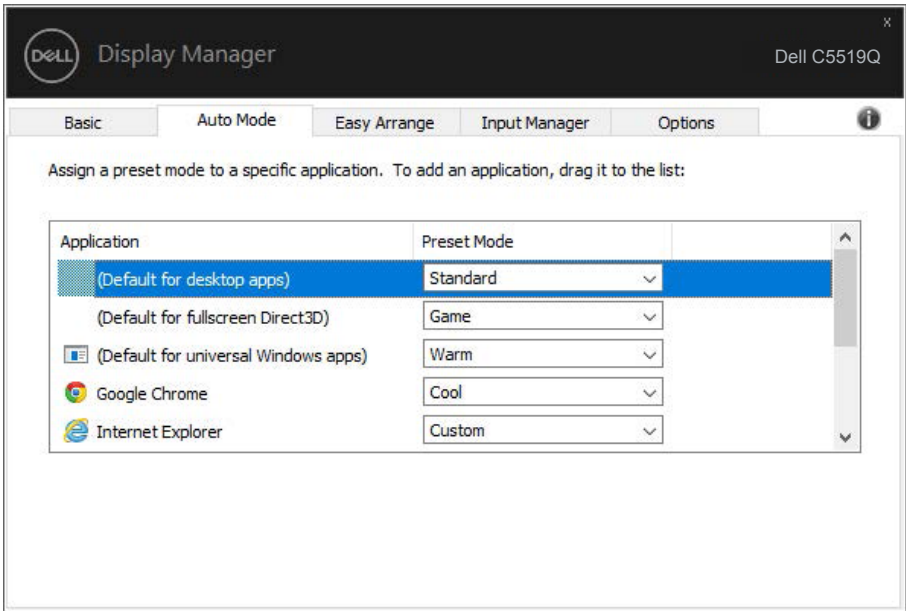 x
DELL Display Manager
Dell C5519Q
Basic Auto Mode Easy Arrange Input Manager Options
Assign a preset mode to a specific application. To add an application, drag it to the list:
Application Preset Mode
(Default for desktop apps) Standard
(Default for fullscreen Direct3D) Game
(Default for universal Windows apps) Warm
Google Chrome Cool
Internet Explorer Custom